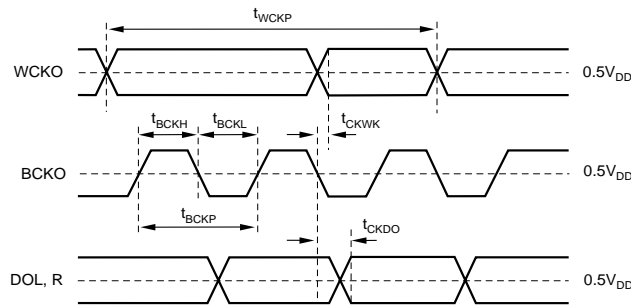 tWCKP
WCKO
0.5VDD
tBCKH
tBCKL
tCKWK
BCKO
0.5VDD
tBCKP
tCKDO
DOL, R
0.5VDD